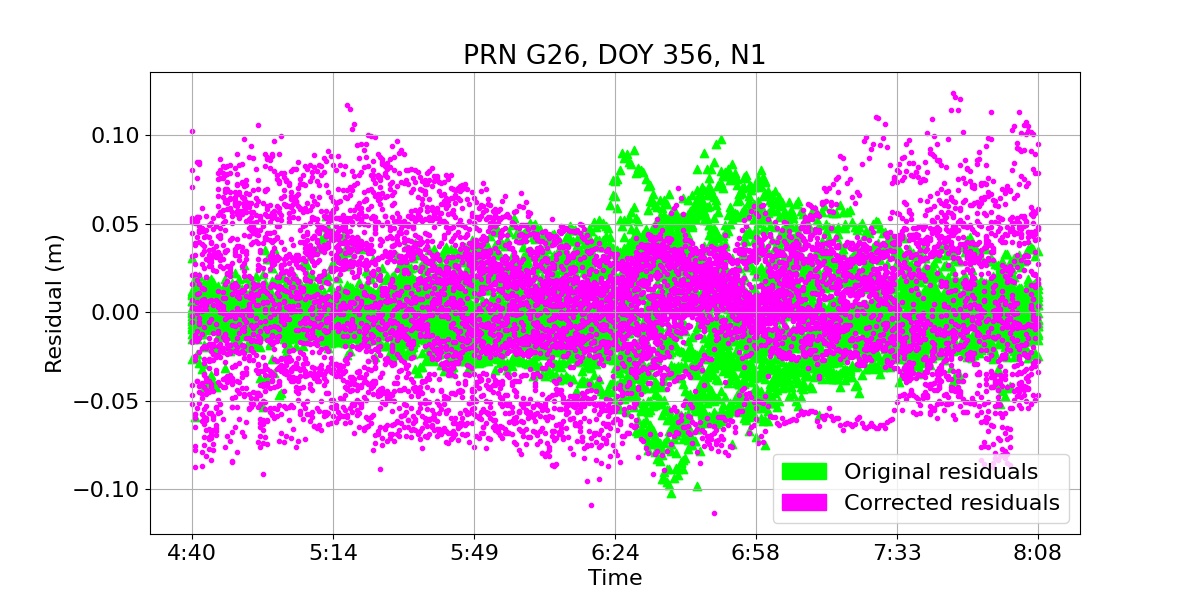 PRN G26, DOY 356, N1
Residual (m)
0.10
0.05
0.00
−0.05
−0.10
Original residuals
Corrected residuals
4:40 5:14 5:49 6:24 6:58 7:33 8:08
Time